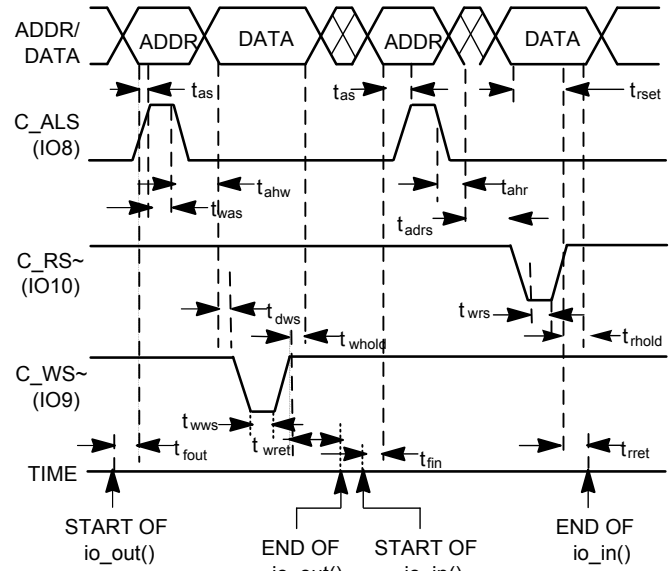 ADDR/
DATA
ADDR
DATA
ADDR
DATA
tas
tas
trset
C_ALS
(IO8)
tahw
twas
tahr
tadrs
C_RS~
(IO10)
tdws
twhold
twrs
trhold
C_WS~
(IO9)
twws
twret
tfout
tfin
trret
TIME
START OF
io_out()
END OF
io_out()
START OF
io_in()
END OF
io_in()